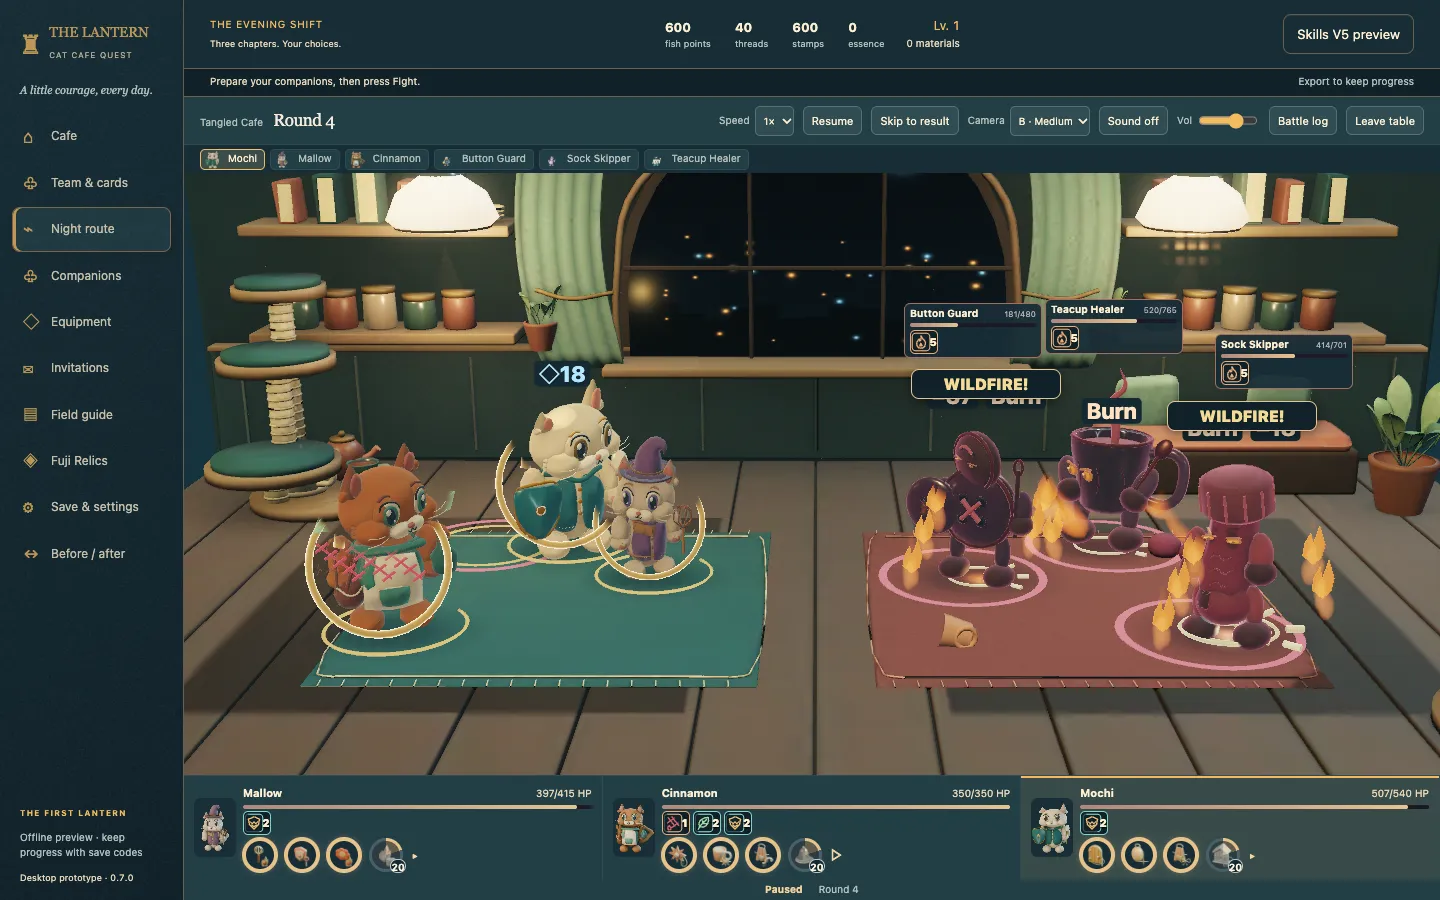 THE LANTERN
CAT CAFE QUEST
A little courage, every day.
Cafe
Team & cards
Night route
Companions
Equipment
Invitations
Field guide
Fuji Relics
Save & settings
Before / after
THE FIRST LANTERN
Offline preview · keep
progress with save codes
Desktop prototype · 0.7.0
THE EVENING SHIFT
Three chapters. Your choices.
600 fish points
40 threads
600 stamps
0 essence
Lv. 1
0 materials
Skills V5 preview
Prepare your companions, then press Fight.
Export to keep progress
Tangled Cafe Round 4
Speed 1x Resume Skip to result Camera B · Medium Sound off Vol Battle log Leave table
Mochi Mallow Cinnamon Button Guard Sock Skipper Teacup Healer
Button Guard 181/480
5
Teacup Healer 520/765
5
Sock Skipper 414/701
5
18
WILDFIRE!
Burn
Burn
WILDFIRE!
Burn
Mallow 397/415 HP
2
20
Cinnamon 350/350 HP
1 2 2
20
Mochi 507/540 HP
2
20
Paused Round 4